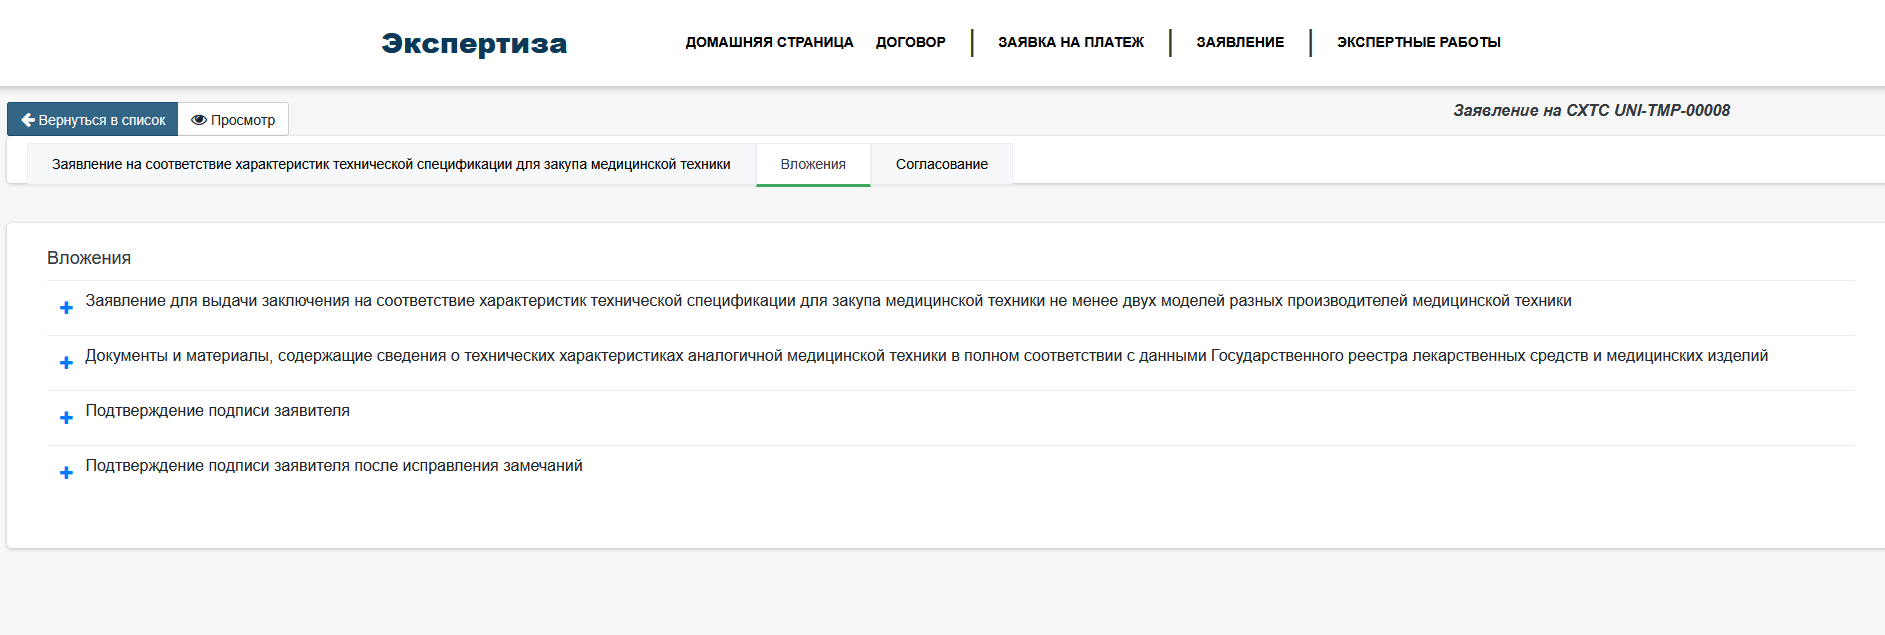 Экспертиза
ДОМАШНЯЯ СТРАНИЦА ДОГОВОР ЗАЯВКА НА ПЛАТЕЖ ЗАЯВЛЕНИЕ ЭКСПЕРТНЫЕ РАБОТЫ
Вернуться в список Просмотр
Заявление на СХТС UNI-TMP-00008
Заявление на соответствие характеристик технической спецификации для закупа медицинской техники Вложения Согласование
Вложения
Заявление для выдачи заключения на соответствие характеристик технической спецификации для закупа медицинской техники не менее двух моделей разных производителей медицинской техники
Документы и материалы, содержащие сведения о технических характеристиках аналогичной медицинской техники в полном соответствии с данными Государственного реестра лекарственных средств и медицинских изделий
Подтверждение подписи заявителя
Подтверждение подписи заявителя после исправления замечаний